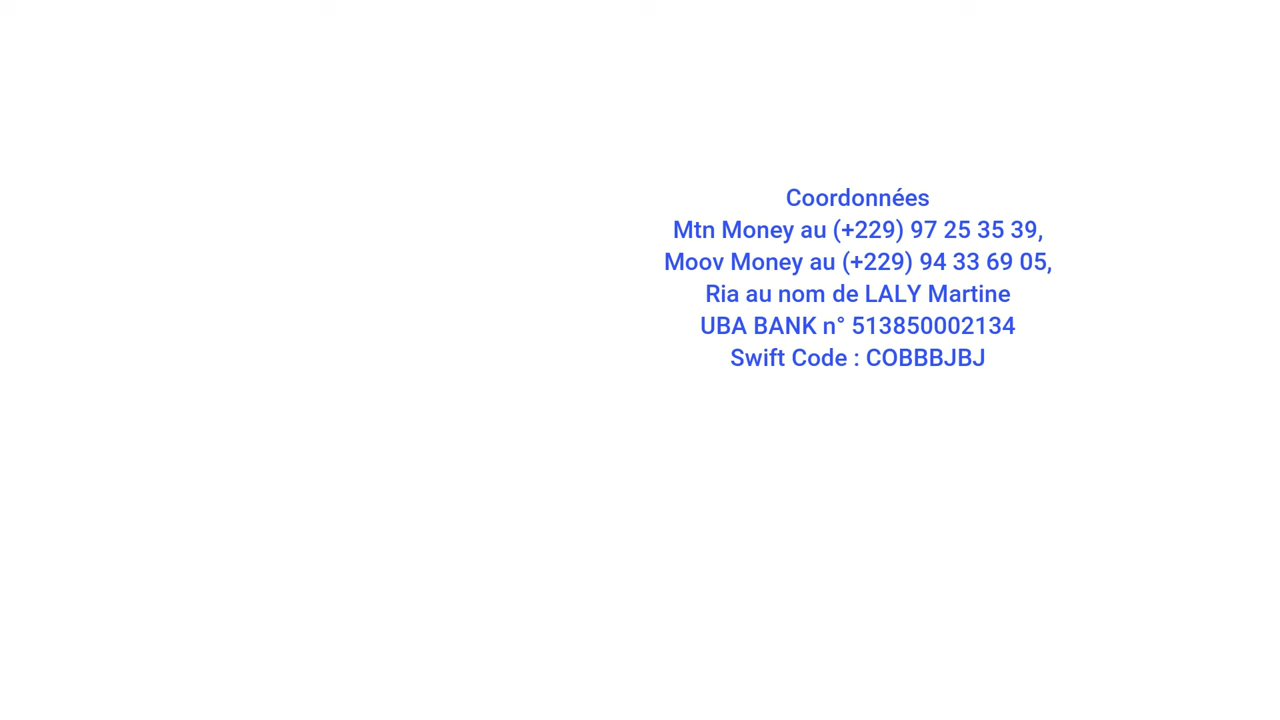 Coordonnées
Mtn Money au (+229) 97 25 35 39,
Moov Money au (+229) 94 33 69 05,
Ria au nom de LALY Martine
UBA BANK n° 513850002134
Swift Code : COBBBJBJ